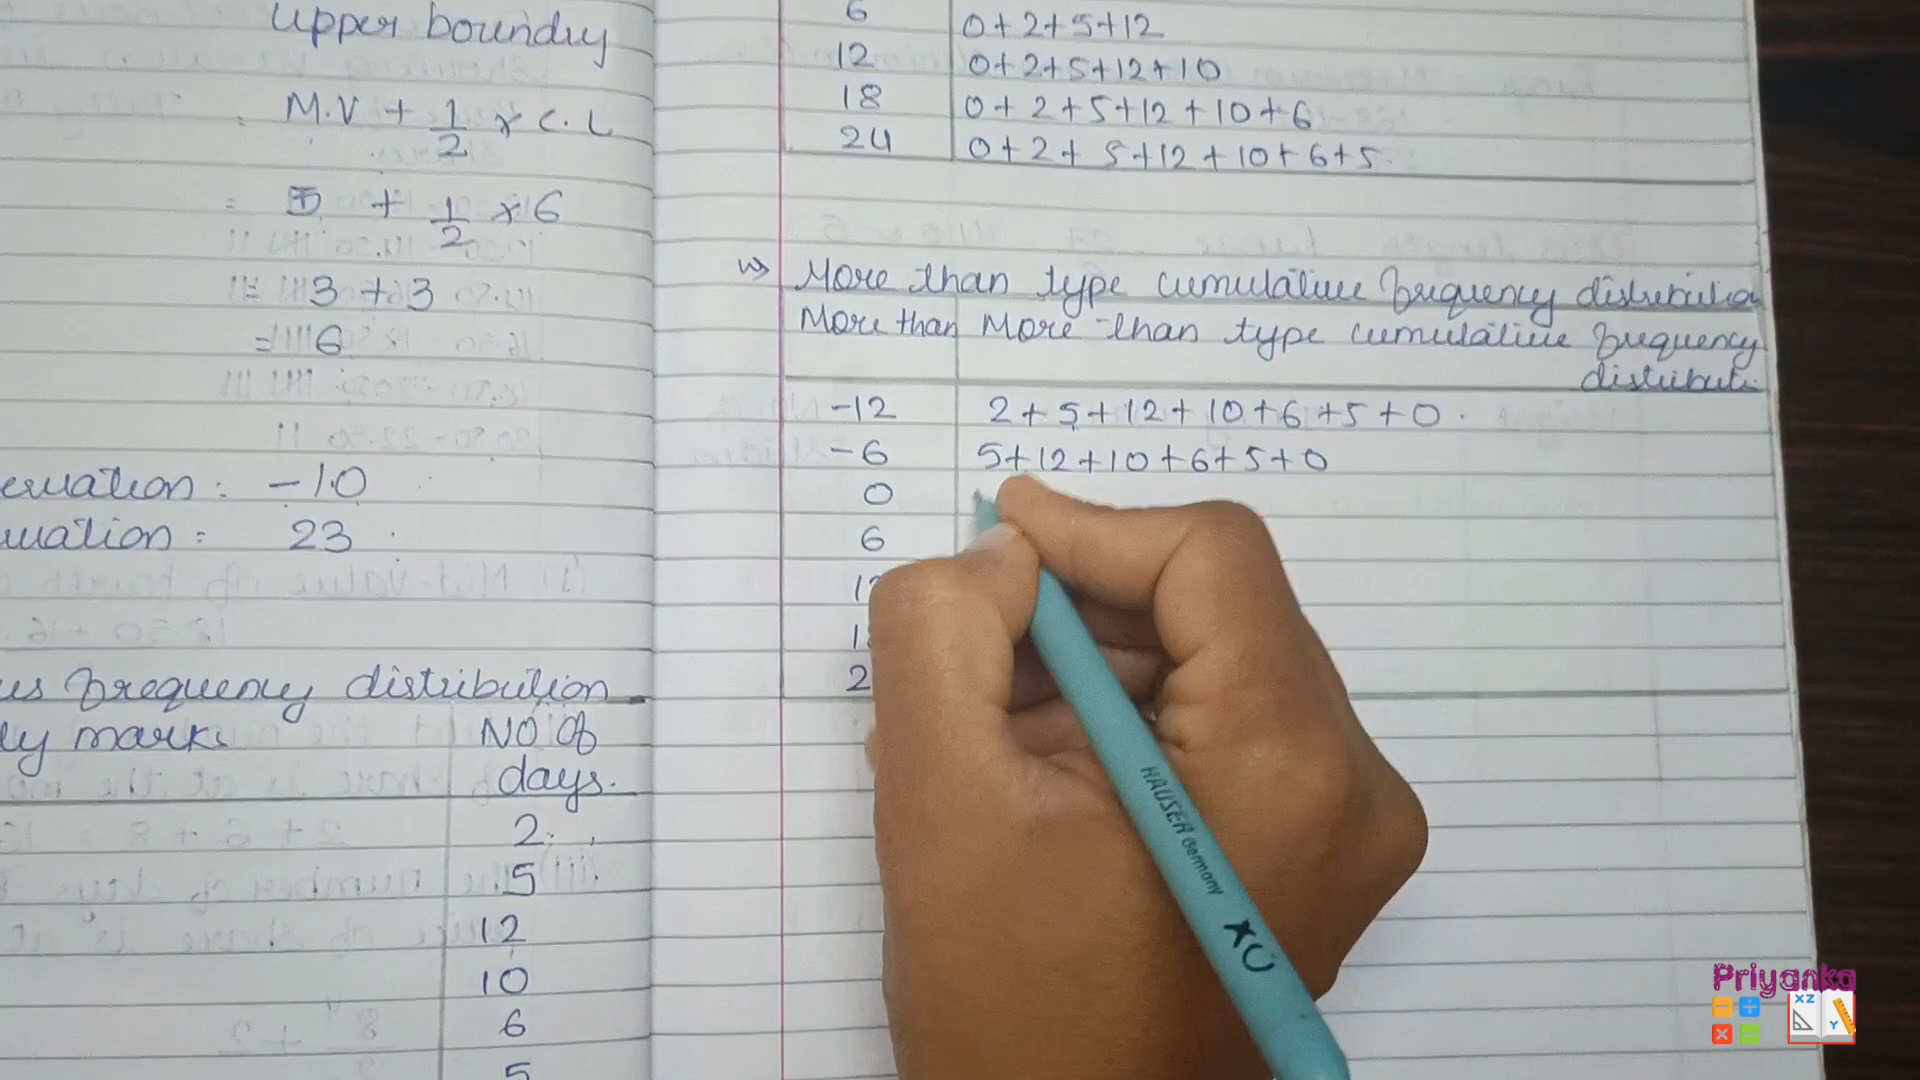 Upper boundry
M.V + 1/2 × C.L
= + 1/2 × 6
= 3 + 3
= 6
: -10
: 23
frequency distribution
marks
NO of
days.
2
5
12
10
6
5
6 0+2+5+12
12 0+2+5+12+10
18 0+2+5+12+10+6
24 0+2+5+12+10+6+5
More than type cumulative frequency distribution
More than More than type cumulative frequency
distributi
-12 2+5+12+10+6+5+0
-6 5+12+10+6+5+0
0
6
HAUSER Germany
XO
Priyanka
XZ
Y